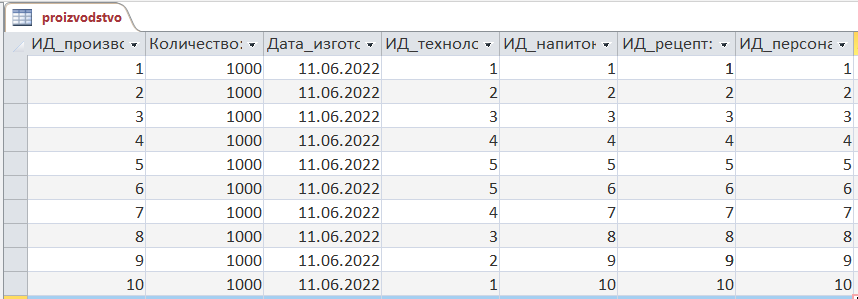 proizvodstvo
ИД_произвс Количество: Дата_изгото ИД_техноло ИД_напиток ИД_рецепт: ИД_персона
1 1000 11.06.2022 1 1 1 1
2 1000 11.06.2022 2 2 2 2
3 1000 11.06.2022 3 3 3 3
4 1000 11.06.2022 4 4 4 4
5 1000 11.06.2022 5 5 5 5
6 1000 11.06.2022 5 6 6 6
7 1000 11.06.2022 4 7 7 7
8 1000 11.06.2022 3 8 8 8
9 1000 11.06.2022 2 9 9 9
10 1000 11.06.2022 1 10 10 10